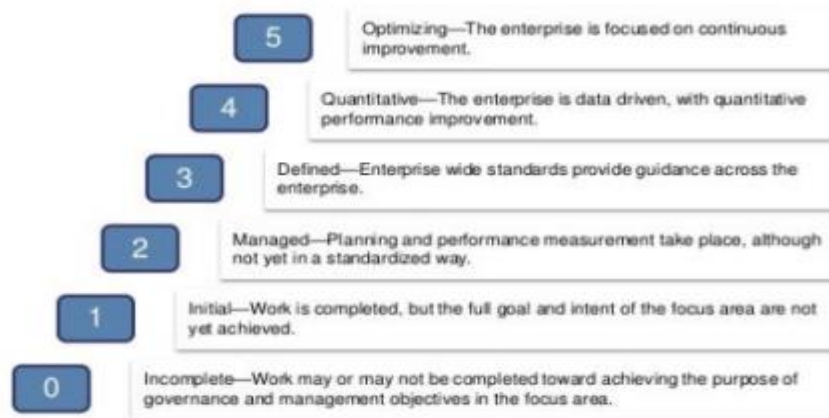 5
Optimizing—The enterprise is focused on continuous
improvement.
4
Quantitative—The enterprise is data driven, with quantitative
performance improvement.
3
Defined—Enterprise wide standards provide guidance across the
enterprise.
2
Managed—Planning and performance measurement take place, although
not yet in a standardized way.
1
Initial—Work is completed, but the full goal and intent of the focus area are not
yet achieved.
0
Incomplete—Work may or may not be completed toward achieving the purpose of
governance and management objectives in the focus area.